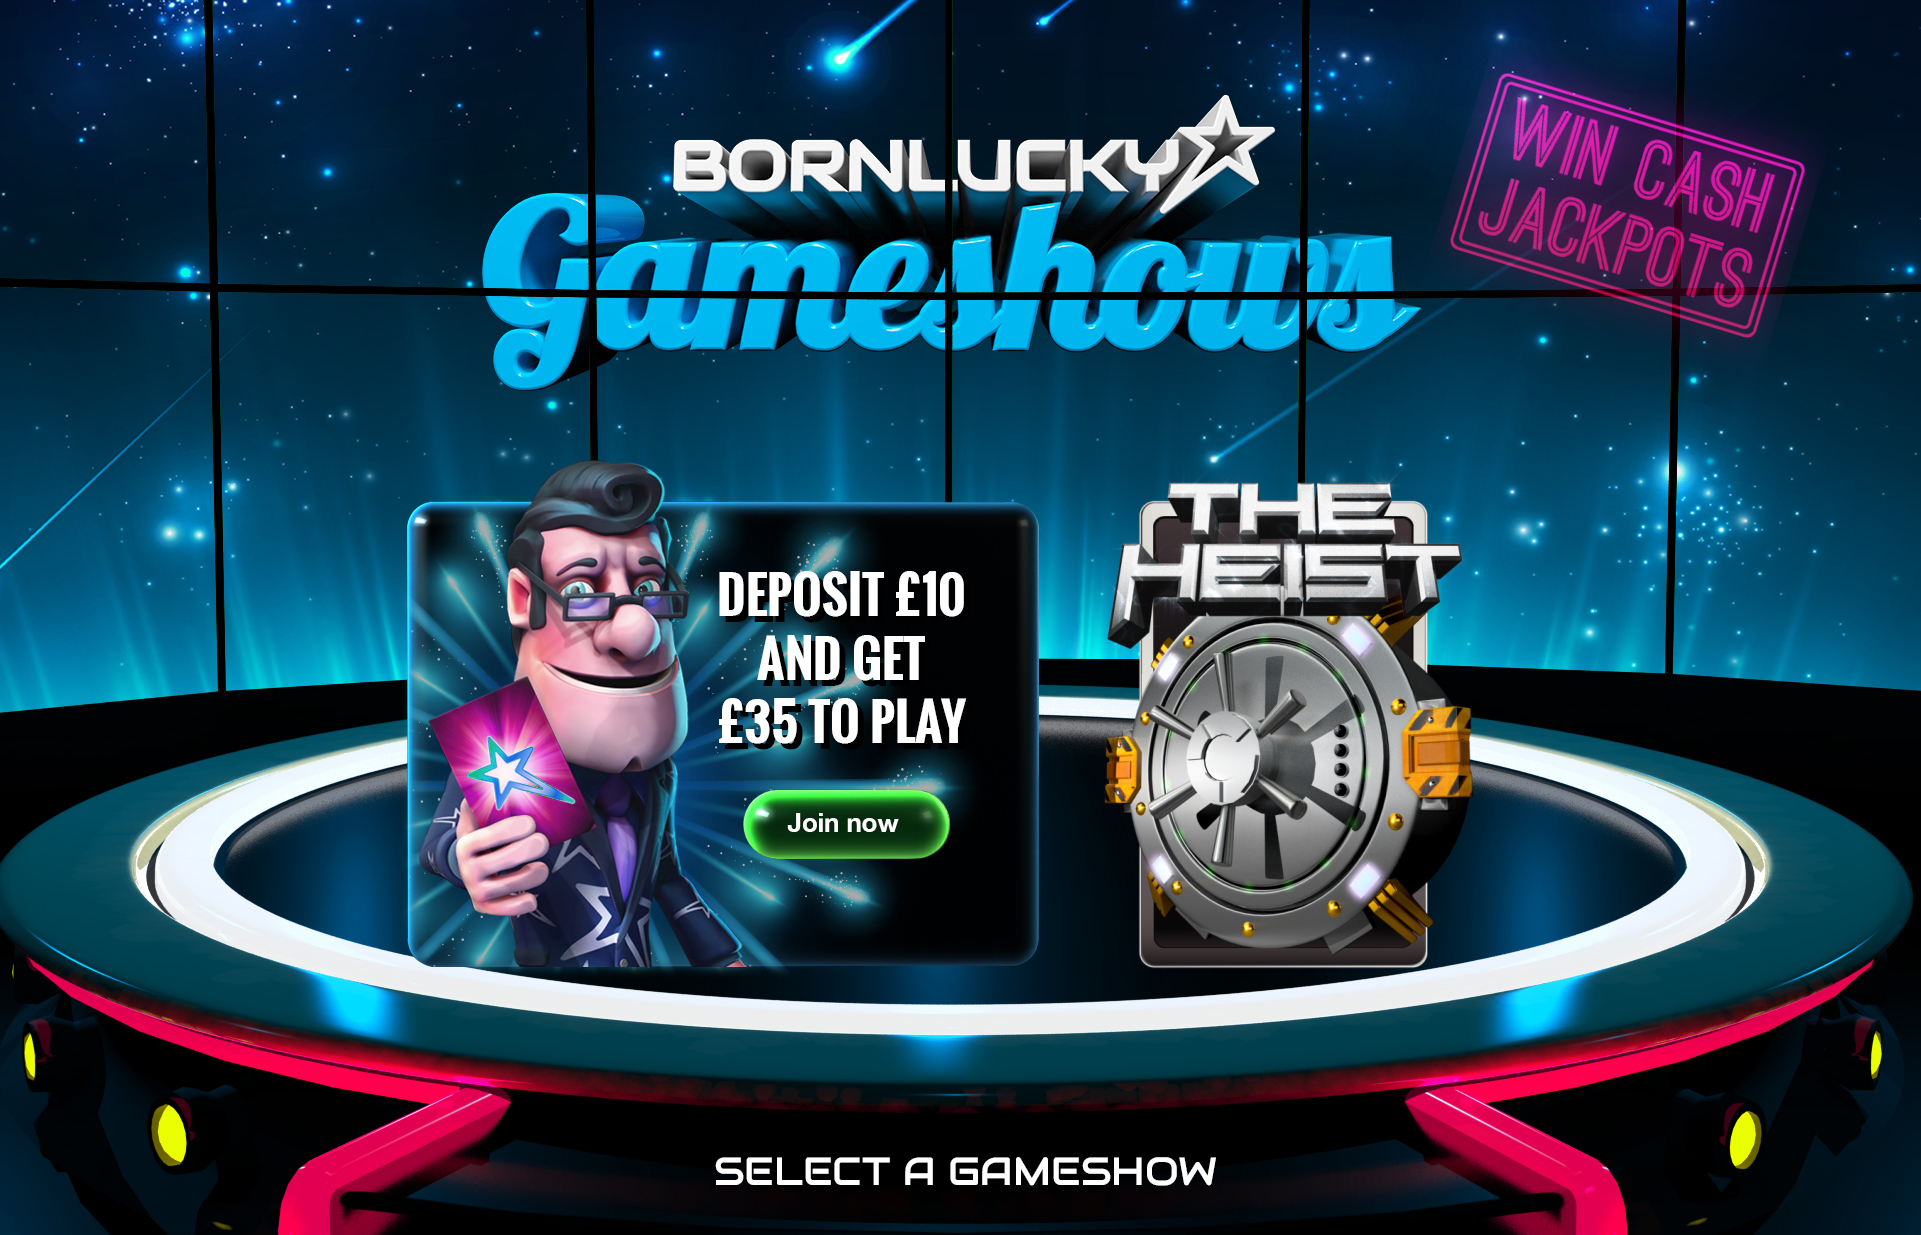 BORNLUCKY
Gameshows
WIN CASH
JACKPOTS
THE
HEIST
DEPOSIT £10
AND GET
£35 TO PLAY
Join now
SELECT A GAMESHOW